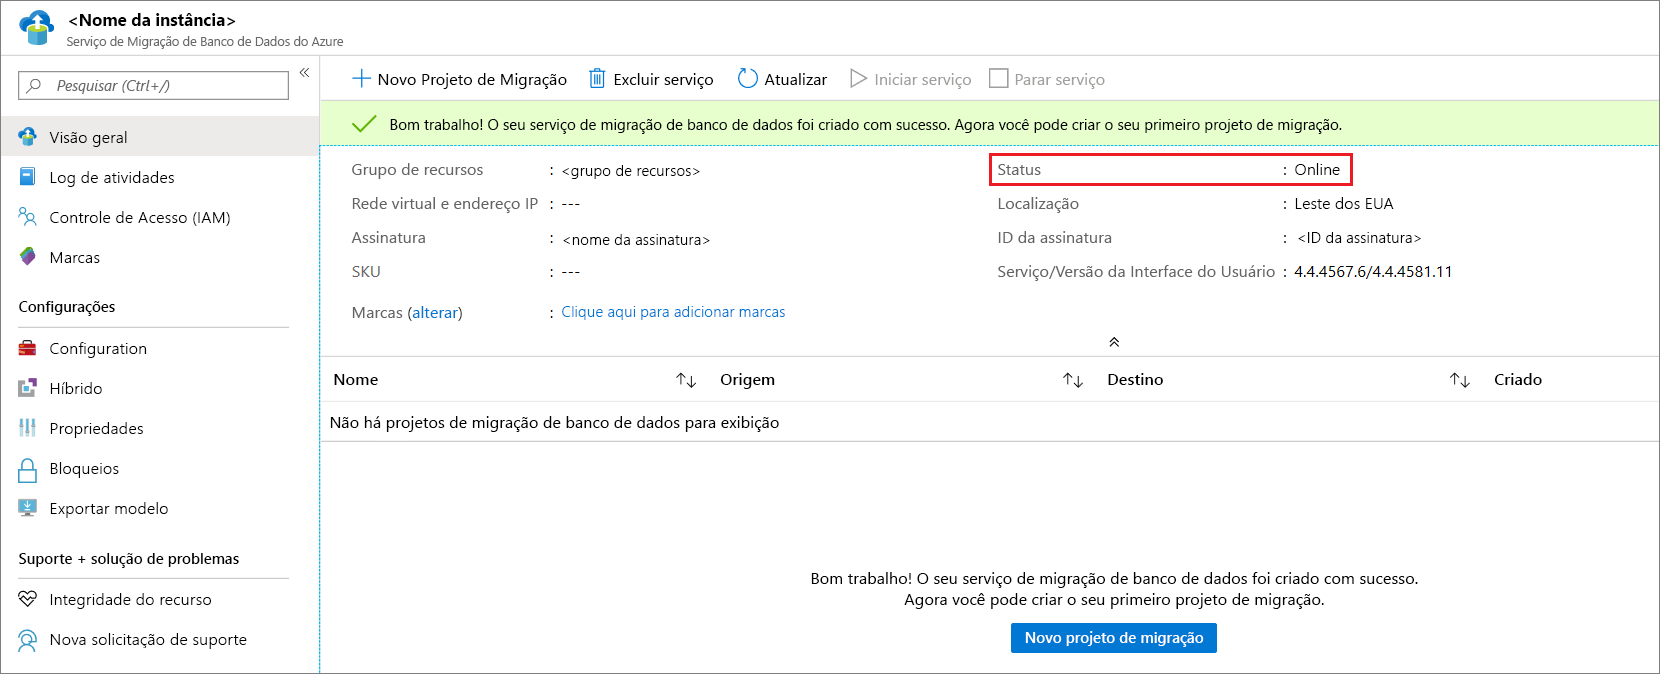 <Nome da instância>
Serviço de Migração de Banco de Dados do Azure
Pesquisar (Ctrl+/)
Visão geral
Log de atividades
Controle de Acesso (IAM)
Marcas
Configurações
Configuration
Híbrido
Propriedades
Bloqueios
Exportar modelo
Suporte + solução de problemas
Integridade do recurso
Nova solicitação de suporte
Novo Projeto de Migração Excluir serviço Atualizar Iniciar serviço Parar serviço
Bom trabalho! O seu serviço de migração de banco de dados foi criado com sucesso. Agora você pode criar o seu primeiro projeto de migração.
Grupo de recursos : <grupo de recursos>
Rede virtual e endereço IP : ---
Assinatura : <nome da assinatura>
SKU : ---
Marcas (alterar) : Clique aqui para adicionar marcas
Status : Online
Localização : Leste dos EUA
ID da assinatura : <ID da assinatura>
Serviço/Versão da Interface do Usuário : 4.4.4567.6/4.4.4581.11
Nome Origem Destino Criado
Não há projetos de migração de banco de dados para exibição
Bom trabalho! O seu serviço de migração de banco de dados foi criado com sucesso.
Agora você pode criar o seu primeiro projeto de migração.
Novo projeto de migração